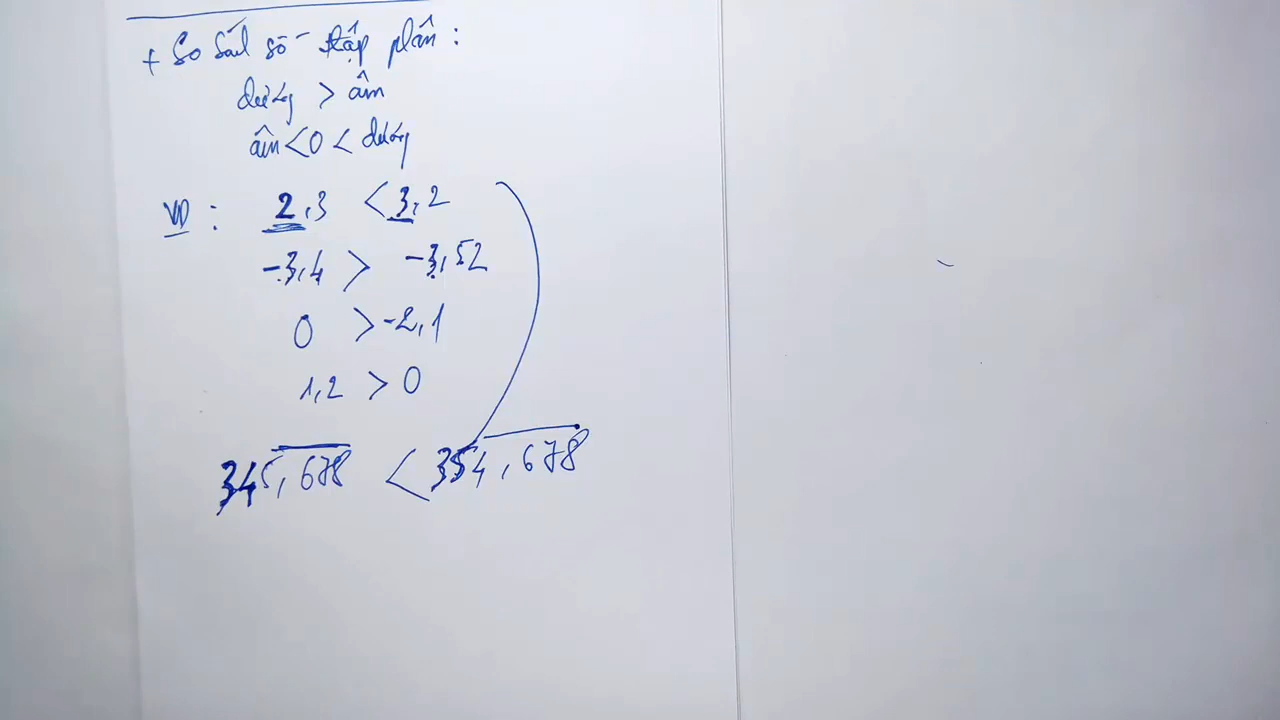 + So sánh số thập phân :
dương > âm
âm < 0 < dương
VD : 2,3 < 3,2
-3,4 > -3,52
0 > -2,1
1,2 > 0
345,678 < 354,678